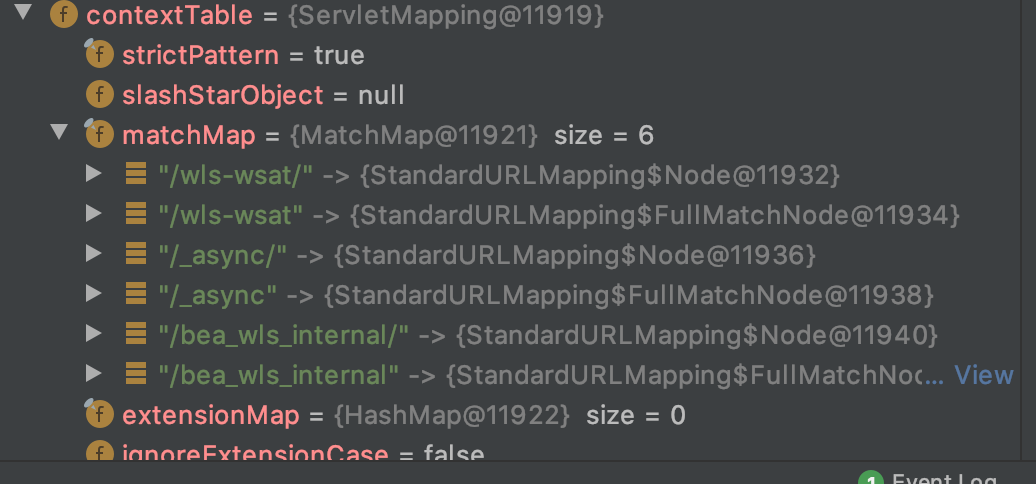 contextTable = {ServletMapping@11919}
f strictPattern = true
f slashStarObject = null
f matchMap = {MatchMap@11921} size = 6
"/wls-wsat/" -> {StandardURLMapping$Node@11932}
"/wls-wsat" -> {StandardURLMapping$FullMatchNode@11934}
"/_async/" -> {StandardURLMapping$Node@11936}
"/_async" -> {StandardURLMapping$FullMatchNode@11938}
"/bea_wls_internal/" -> {StandardURLMapping$Node@11940}
"/bea_wls_internal" -> {StandardURLMapping$FullMatchNoc... View
f extensionMap = {HashMap@11922} size = 0
f ignoreExtensionCase = false
1 Event Log